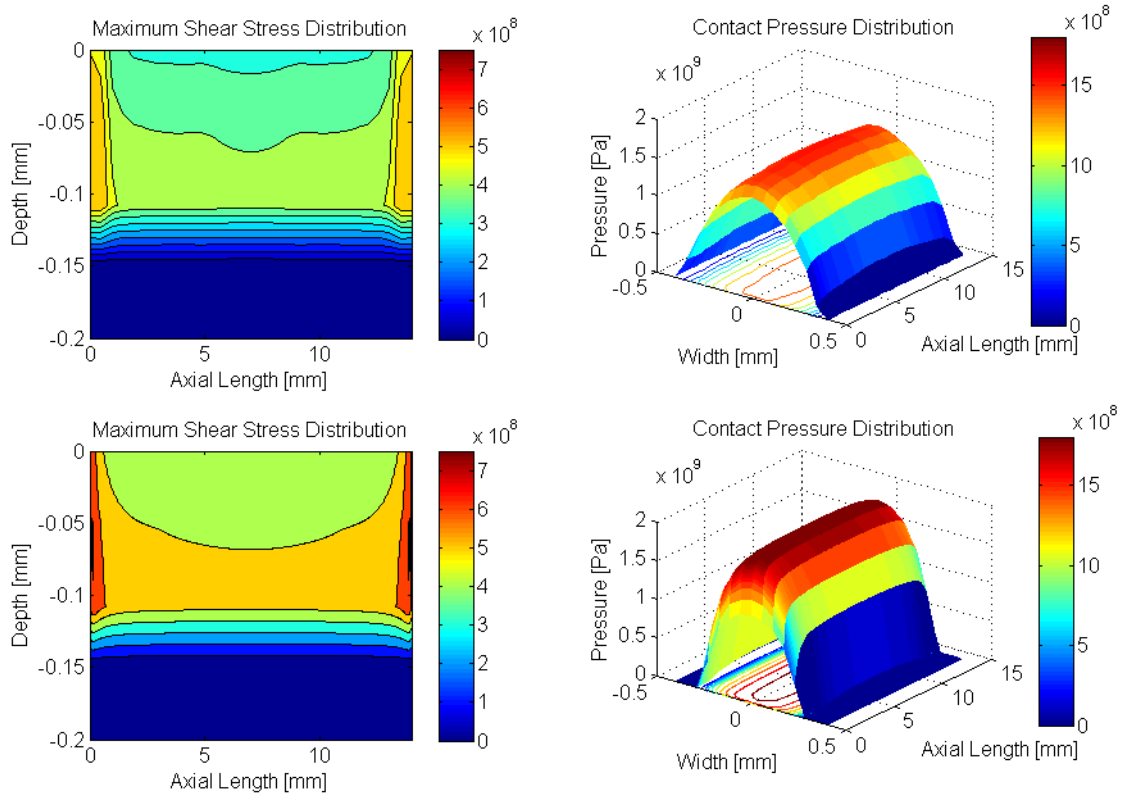 Maximum Shear Stress Distribution
x 10^8
0
-0.05
-0.1
-0.15
-0.2
Depth [mm]
0 5 10
Axial Length [mm]
7
6
5
4
3
2
1
0
Contact Pressure Distribution
x 10^9
2
1.5
1
0.5
0
Pressure [Pa]
-0.5 0 0.5
Width [mm]
0 5 10 15
Axial Length [mm]
x 10^8
15
10
5
0
Maximum Shear Stress Distribution
x 10^8
0
-0.05
-0.1
-0.15
-0.2
Depth [mm]
0 5 10
Axial Length [mm]
7
6
5
4
3
2
1
0
Contact Pressure Distribution
x 10^9
2
1.5
1
0.5
0
Pressure [Pa]
-0.5 0 0.5
Width [mm]
0 5 10 15
Axial Length [mm]
x 10^8
15
10
5
0